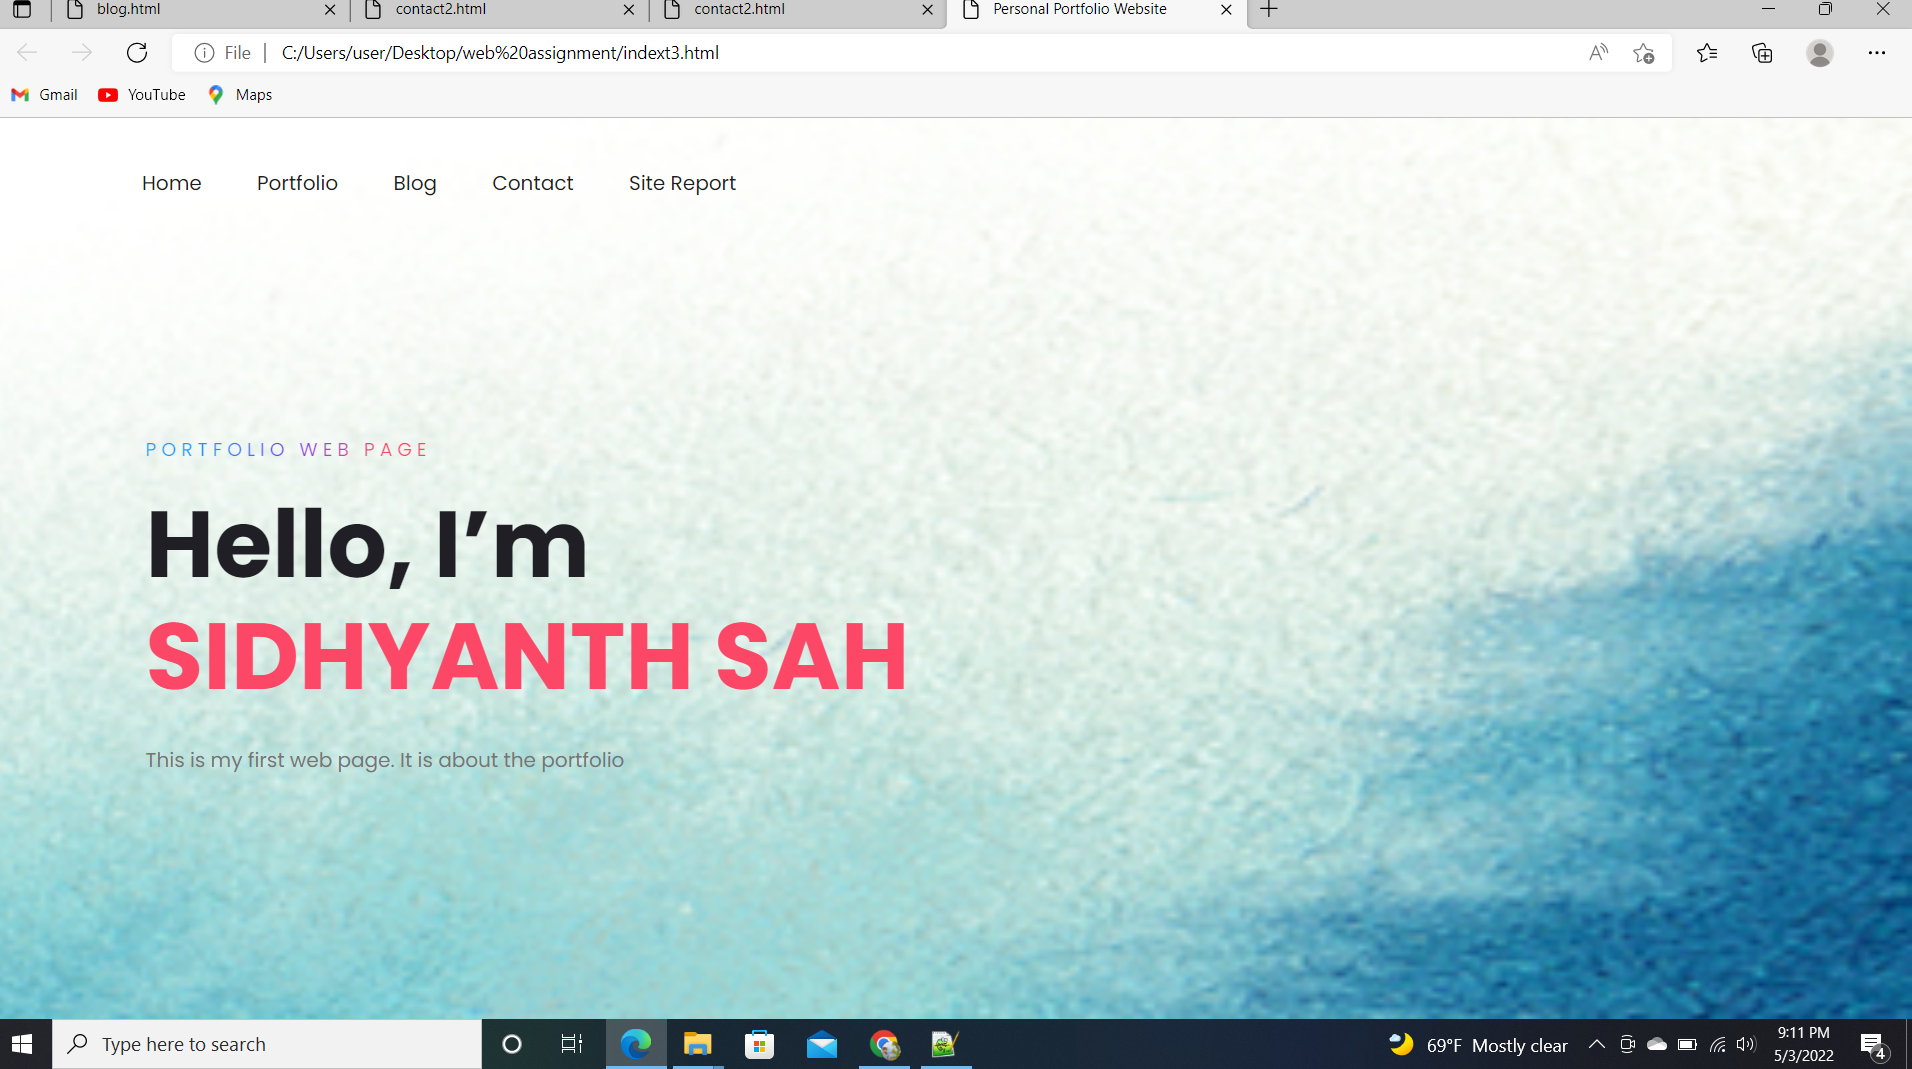 blog.html
contact2.html
contact2.html
Personal Portfolio Website
File
C:/Users/user/Desktop/web%20assignment/indext3.html
Gmail
YouTube
Maps
Home
Portfolio
Blog
Contact
Site Report
PORTFOLIO WEB PAGE
Hello, I’m
SIDHYANTH SAH
This is my first web page. It is about the portfolio
Type here to search
69°F Mostly clear
9:11 PM
5/3/2022
4